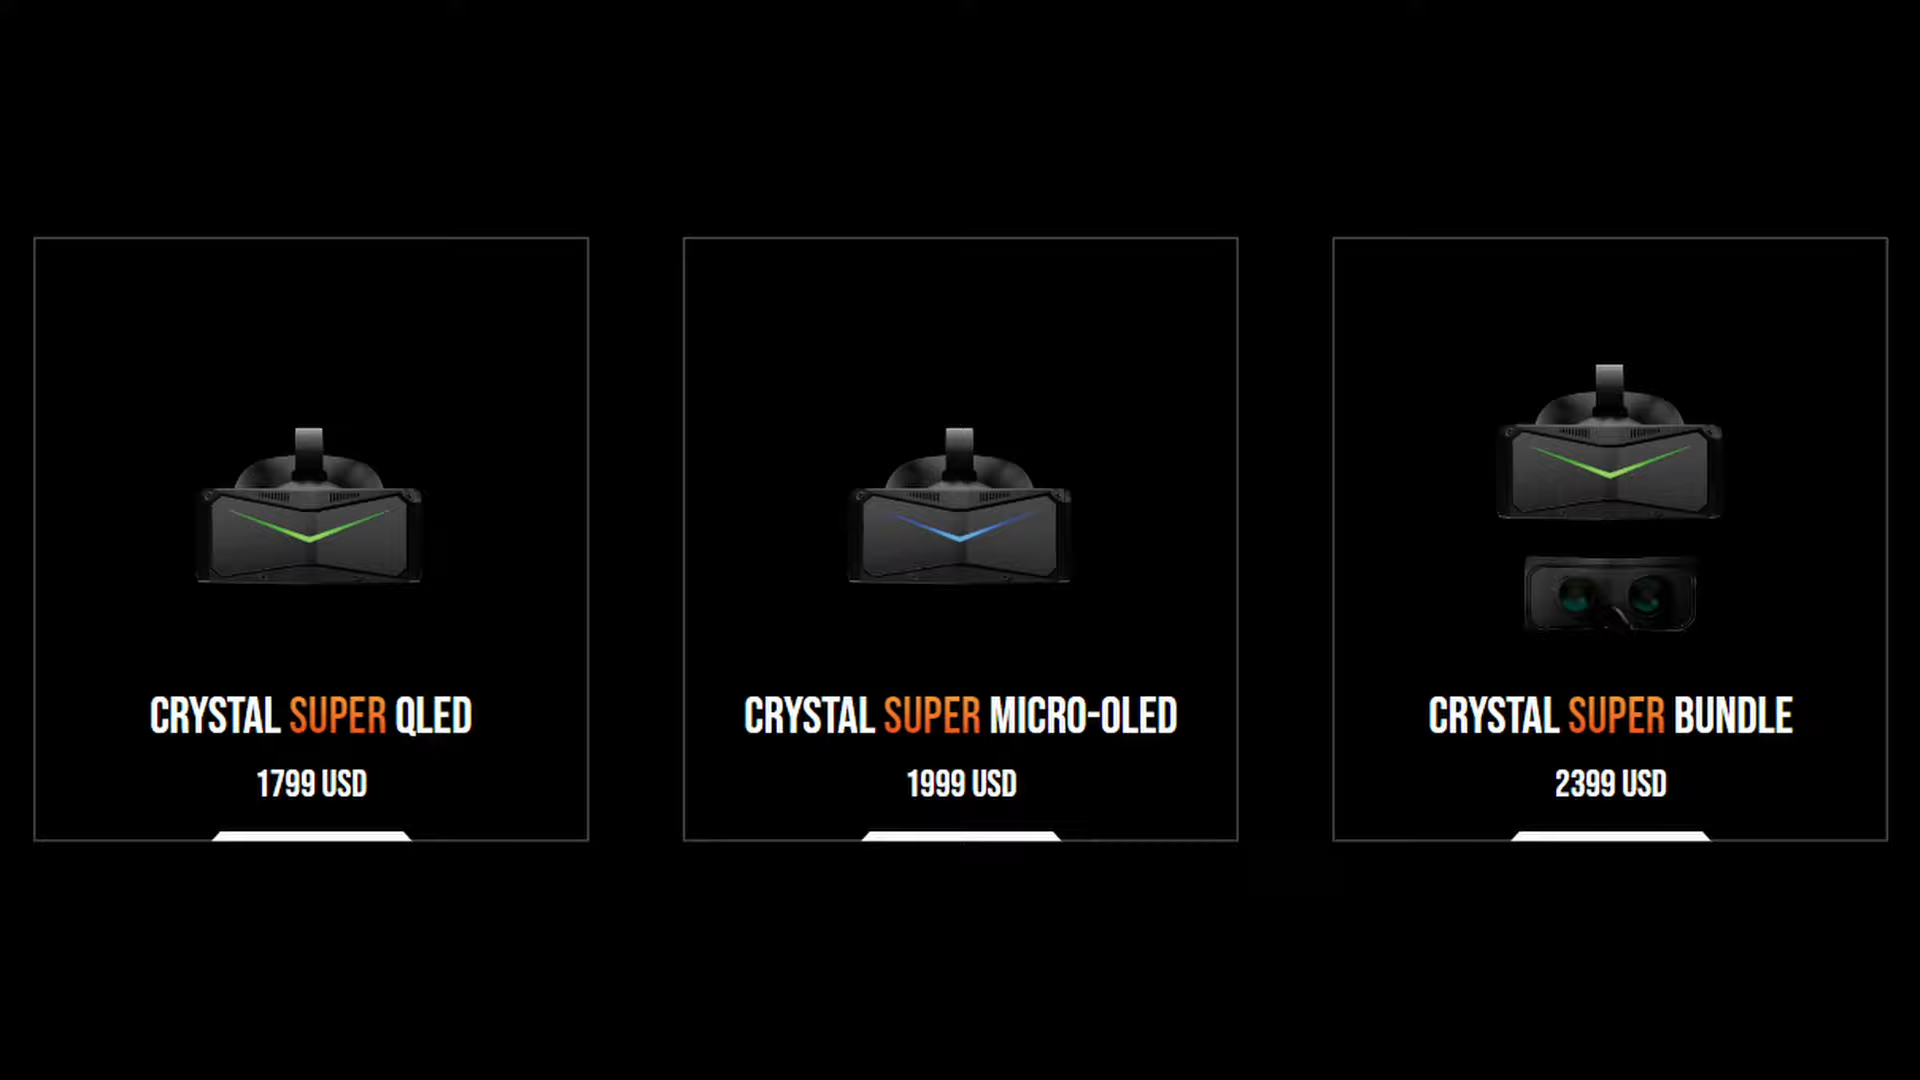 CRYSTAL SUPER QLED
1799 USD
CRYSTAL SUPER MICRO-OLED
1999 USD
CRYSTAL SUPER BUNDLE
2399 USD